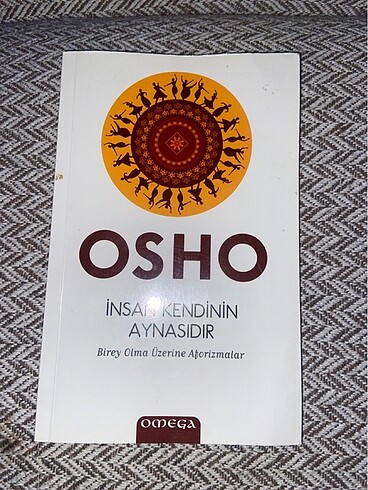 OSHO
İNSAN KENDİNİN
AYNASIDIR
Birey Olma Üzerine Aforizmalar
OMEGA